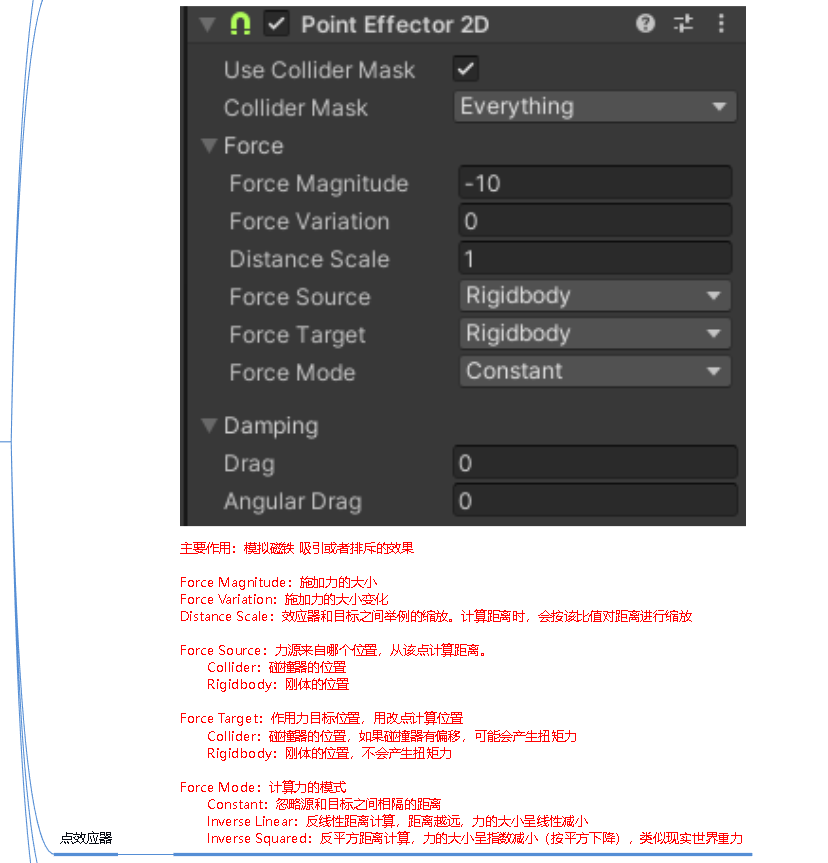 Point Effector 2D
Use Collider Mask
Collider Mask Everything
Force
Force Magnitude -10
Force Variation 0
Distance Scale 1
Force Source Rigidbody
Force Target Rigidbody
Force Mode Constant
Damping
Drag 0
Angular Drag 0
主要作用：模拟磁铁 吸引或者排斥的效果
Force Magnitude：施加力的大小
Force Variation：施加力的大小变化
Distance Scale：效应器和目标之间举例的缩放。计算距离时，会按该比值对距离进行缩放
Force Source：力源来自哪个位置，从该点计算距离。
Collider：碰撞器的位置
Rigidbody：刚体的位置
Force Target：作用力目标位置，用改点计算位置
Collider：碰撞器的位置，如果碰撞器有偏移，可能会产生扭矩力
Rigidbody：刚体的位置，不会产生扭矩力
Force Mode：计算力的模式
Constant：忽略源和目标之间相隔的距离
Inverse Linear：反线性距离计算，距离越远，力的大小呈线性减小
Inverse Squared：反平方距离计算，力的大小呈指数减小（按平方下降）, 类似现实世界重力
点效应器